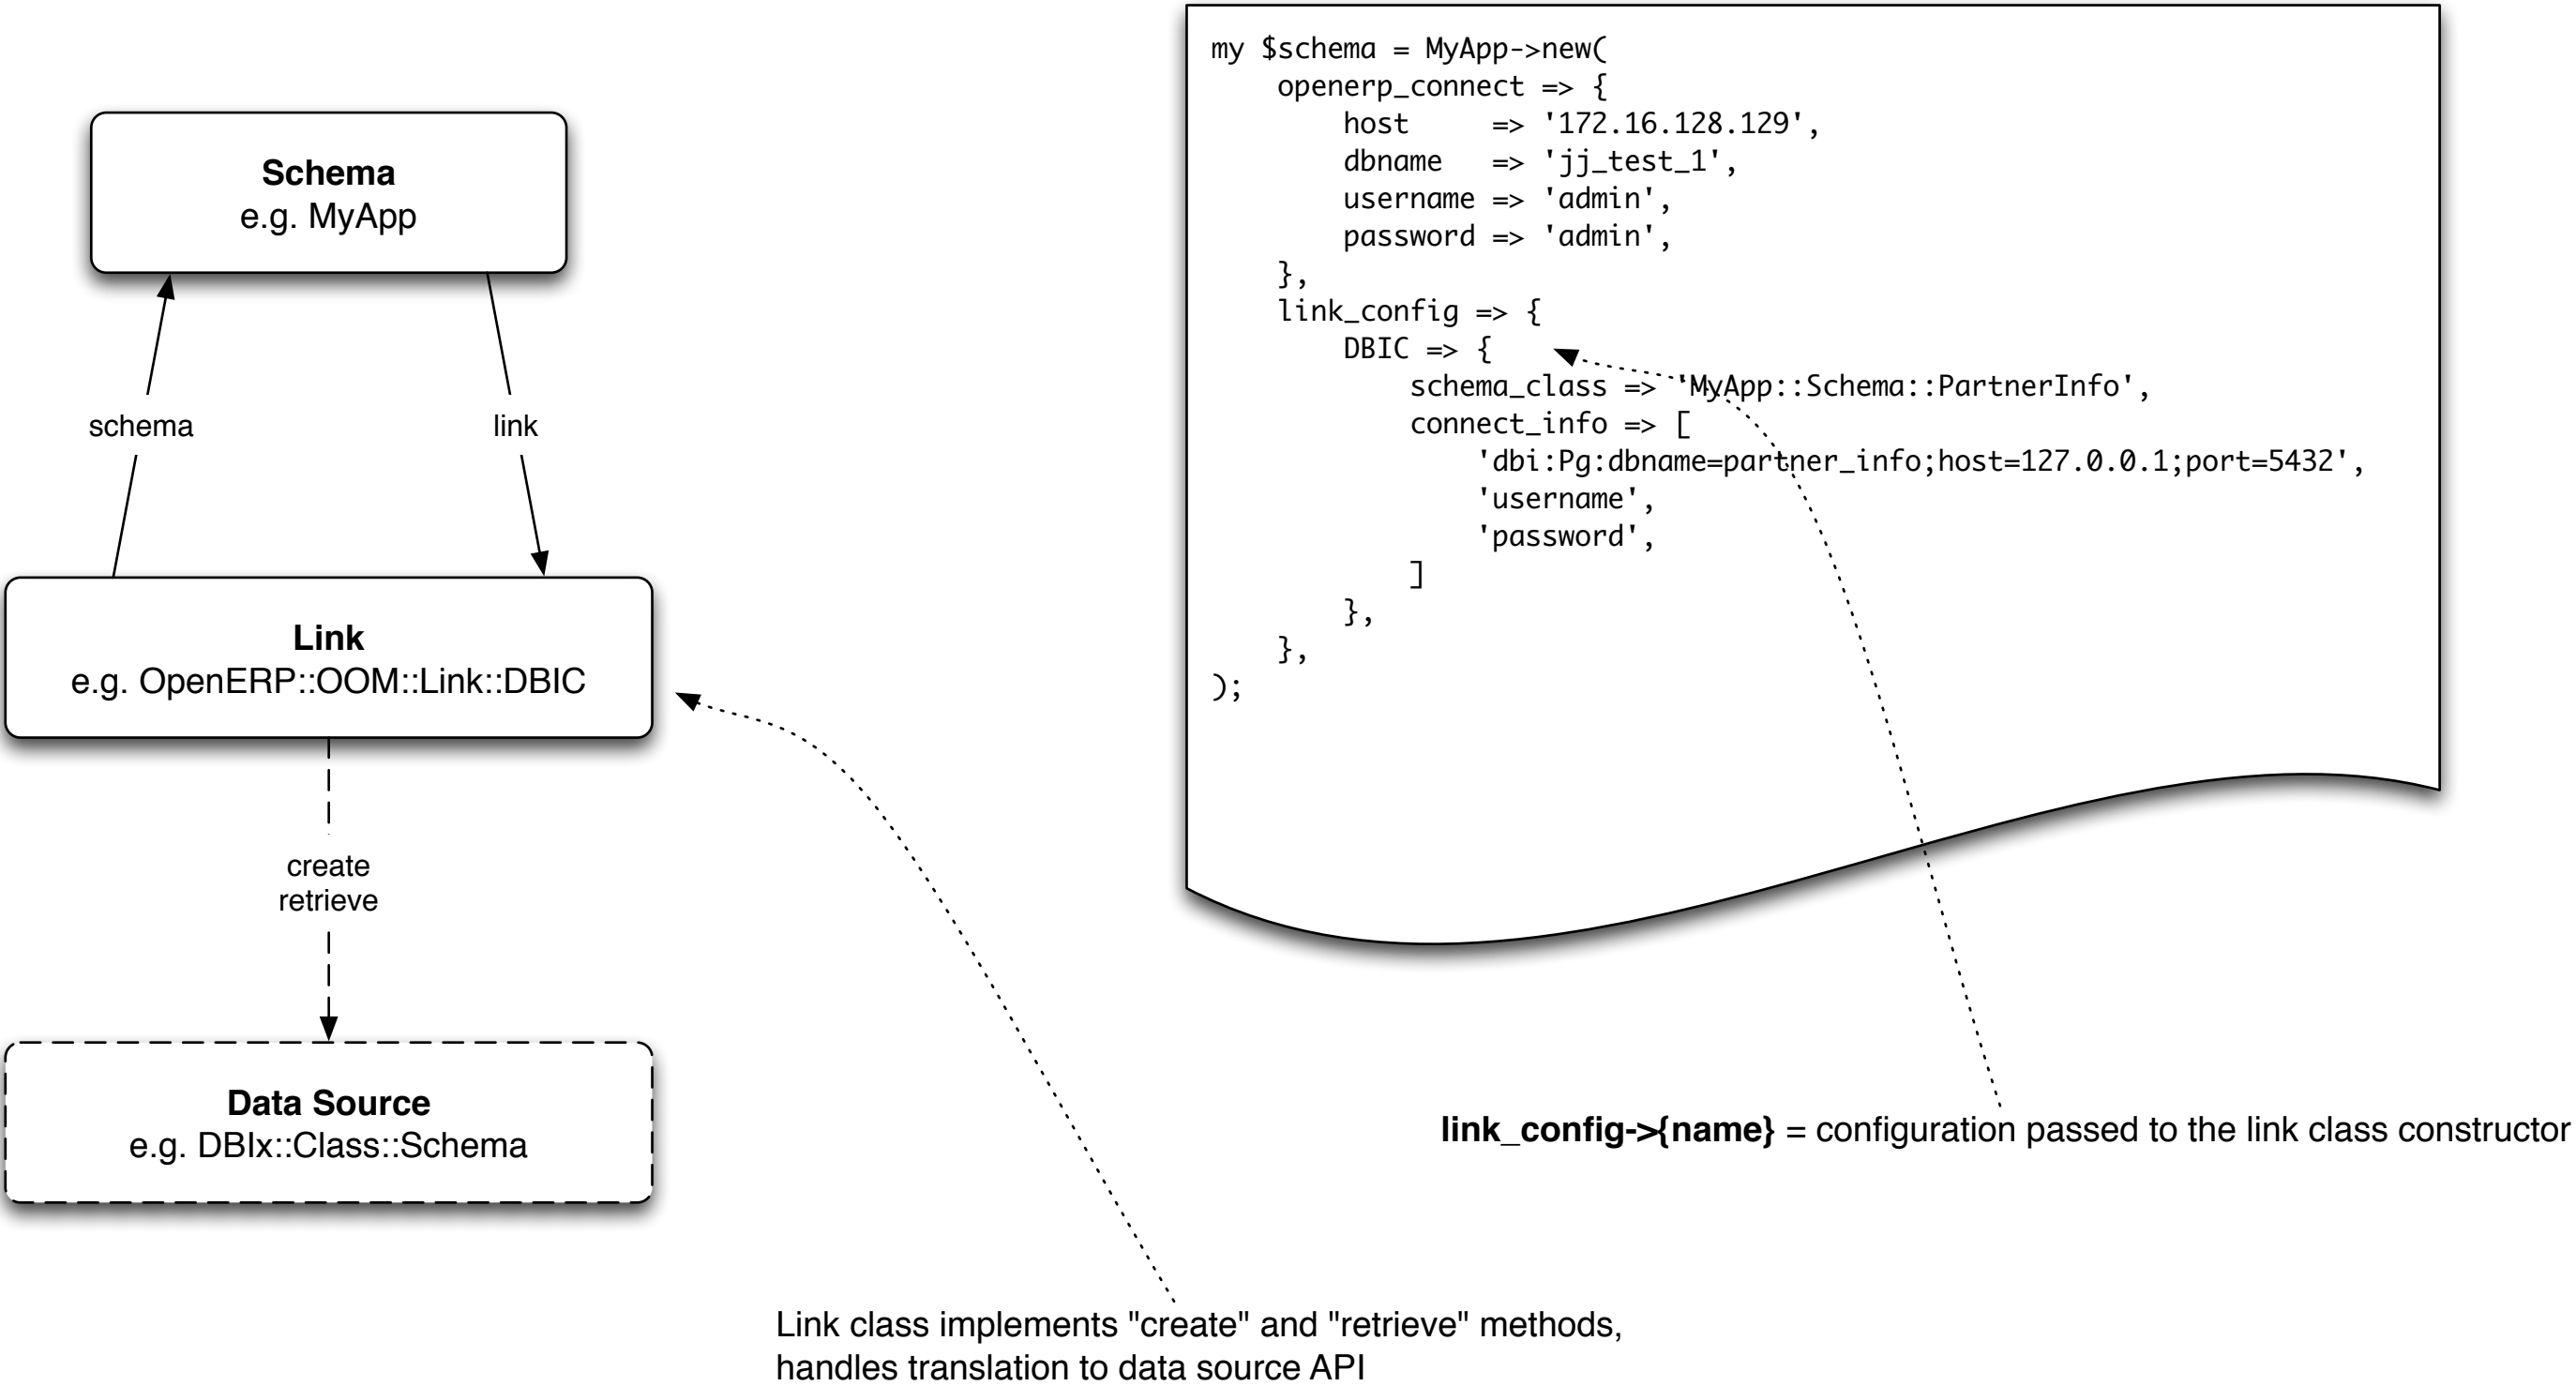 Schema
e.g. MyApp
schema
link
Link
e.g. OpenERP::OOM::Link::DBIC
create
retrieve
Data Source
e.g. DBIx::Class::Schema
my $schema = MyApp->new(
    openerp_connect => {
        host     => '172.16.128.129',
        dbname   => 'jj_test_1',
        username => 'admin',
        password => 'admin',
    },
    link_config => {
        DBIC => {
            schema_class => 'MyApp::Schema::PartnerInfo',
            connect_info => [
                'dbi:Pg:dbname=partner_info;host=127.0.0.1;port=5432',
                'username',
                'password',
            ]
        },
    },
);
link_config->{name} = configuration passed to the link class constructor
Link class implements "create" and "retrieve" methods,
handles translation to data source API